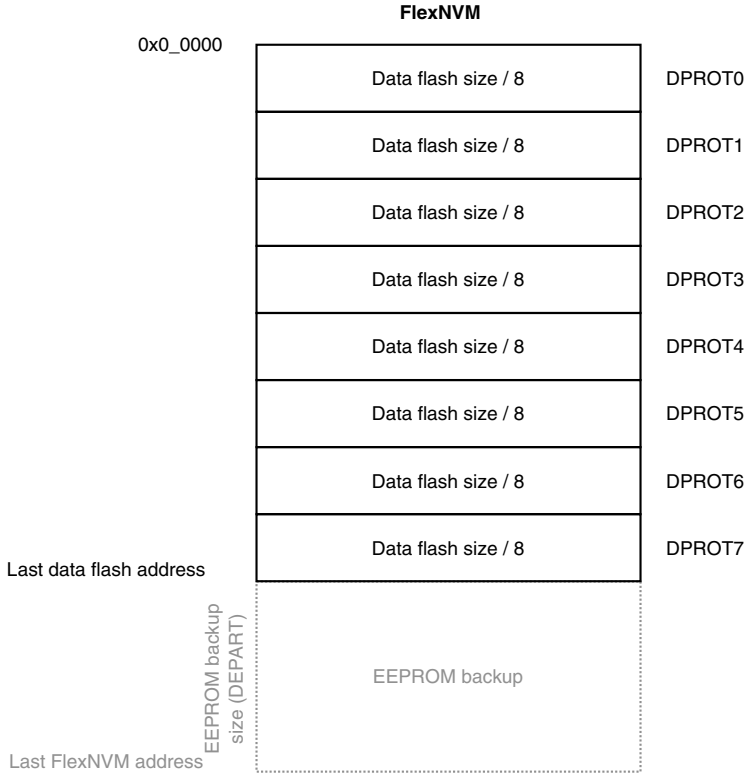 FlexNVM
0x0_0000
Data flash size / 8 DPROT0
Data flash size / 8 DPROT1
Data flash size / 8 DPROT2
Data flash size / 8 DPROT3
Data flash size / 8 DPROT4
Data flash size / 8 DPROT5
Data flash size / 8 DPROT6
Data flash size / 8 DPROT7
Last data flash address
EEPROM backup
size (DEPART)
EEPROM backup
Last FlexNVM address